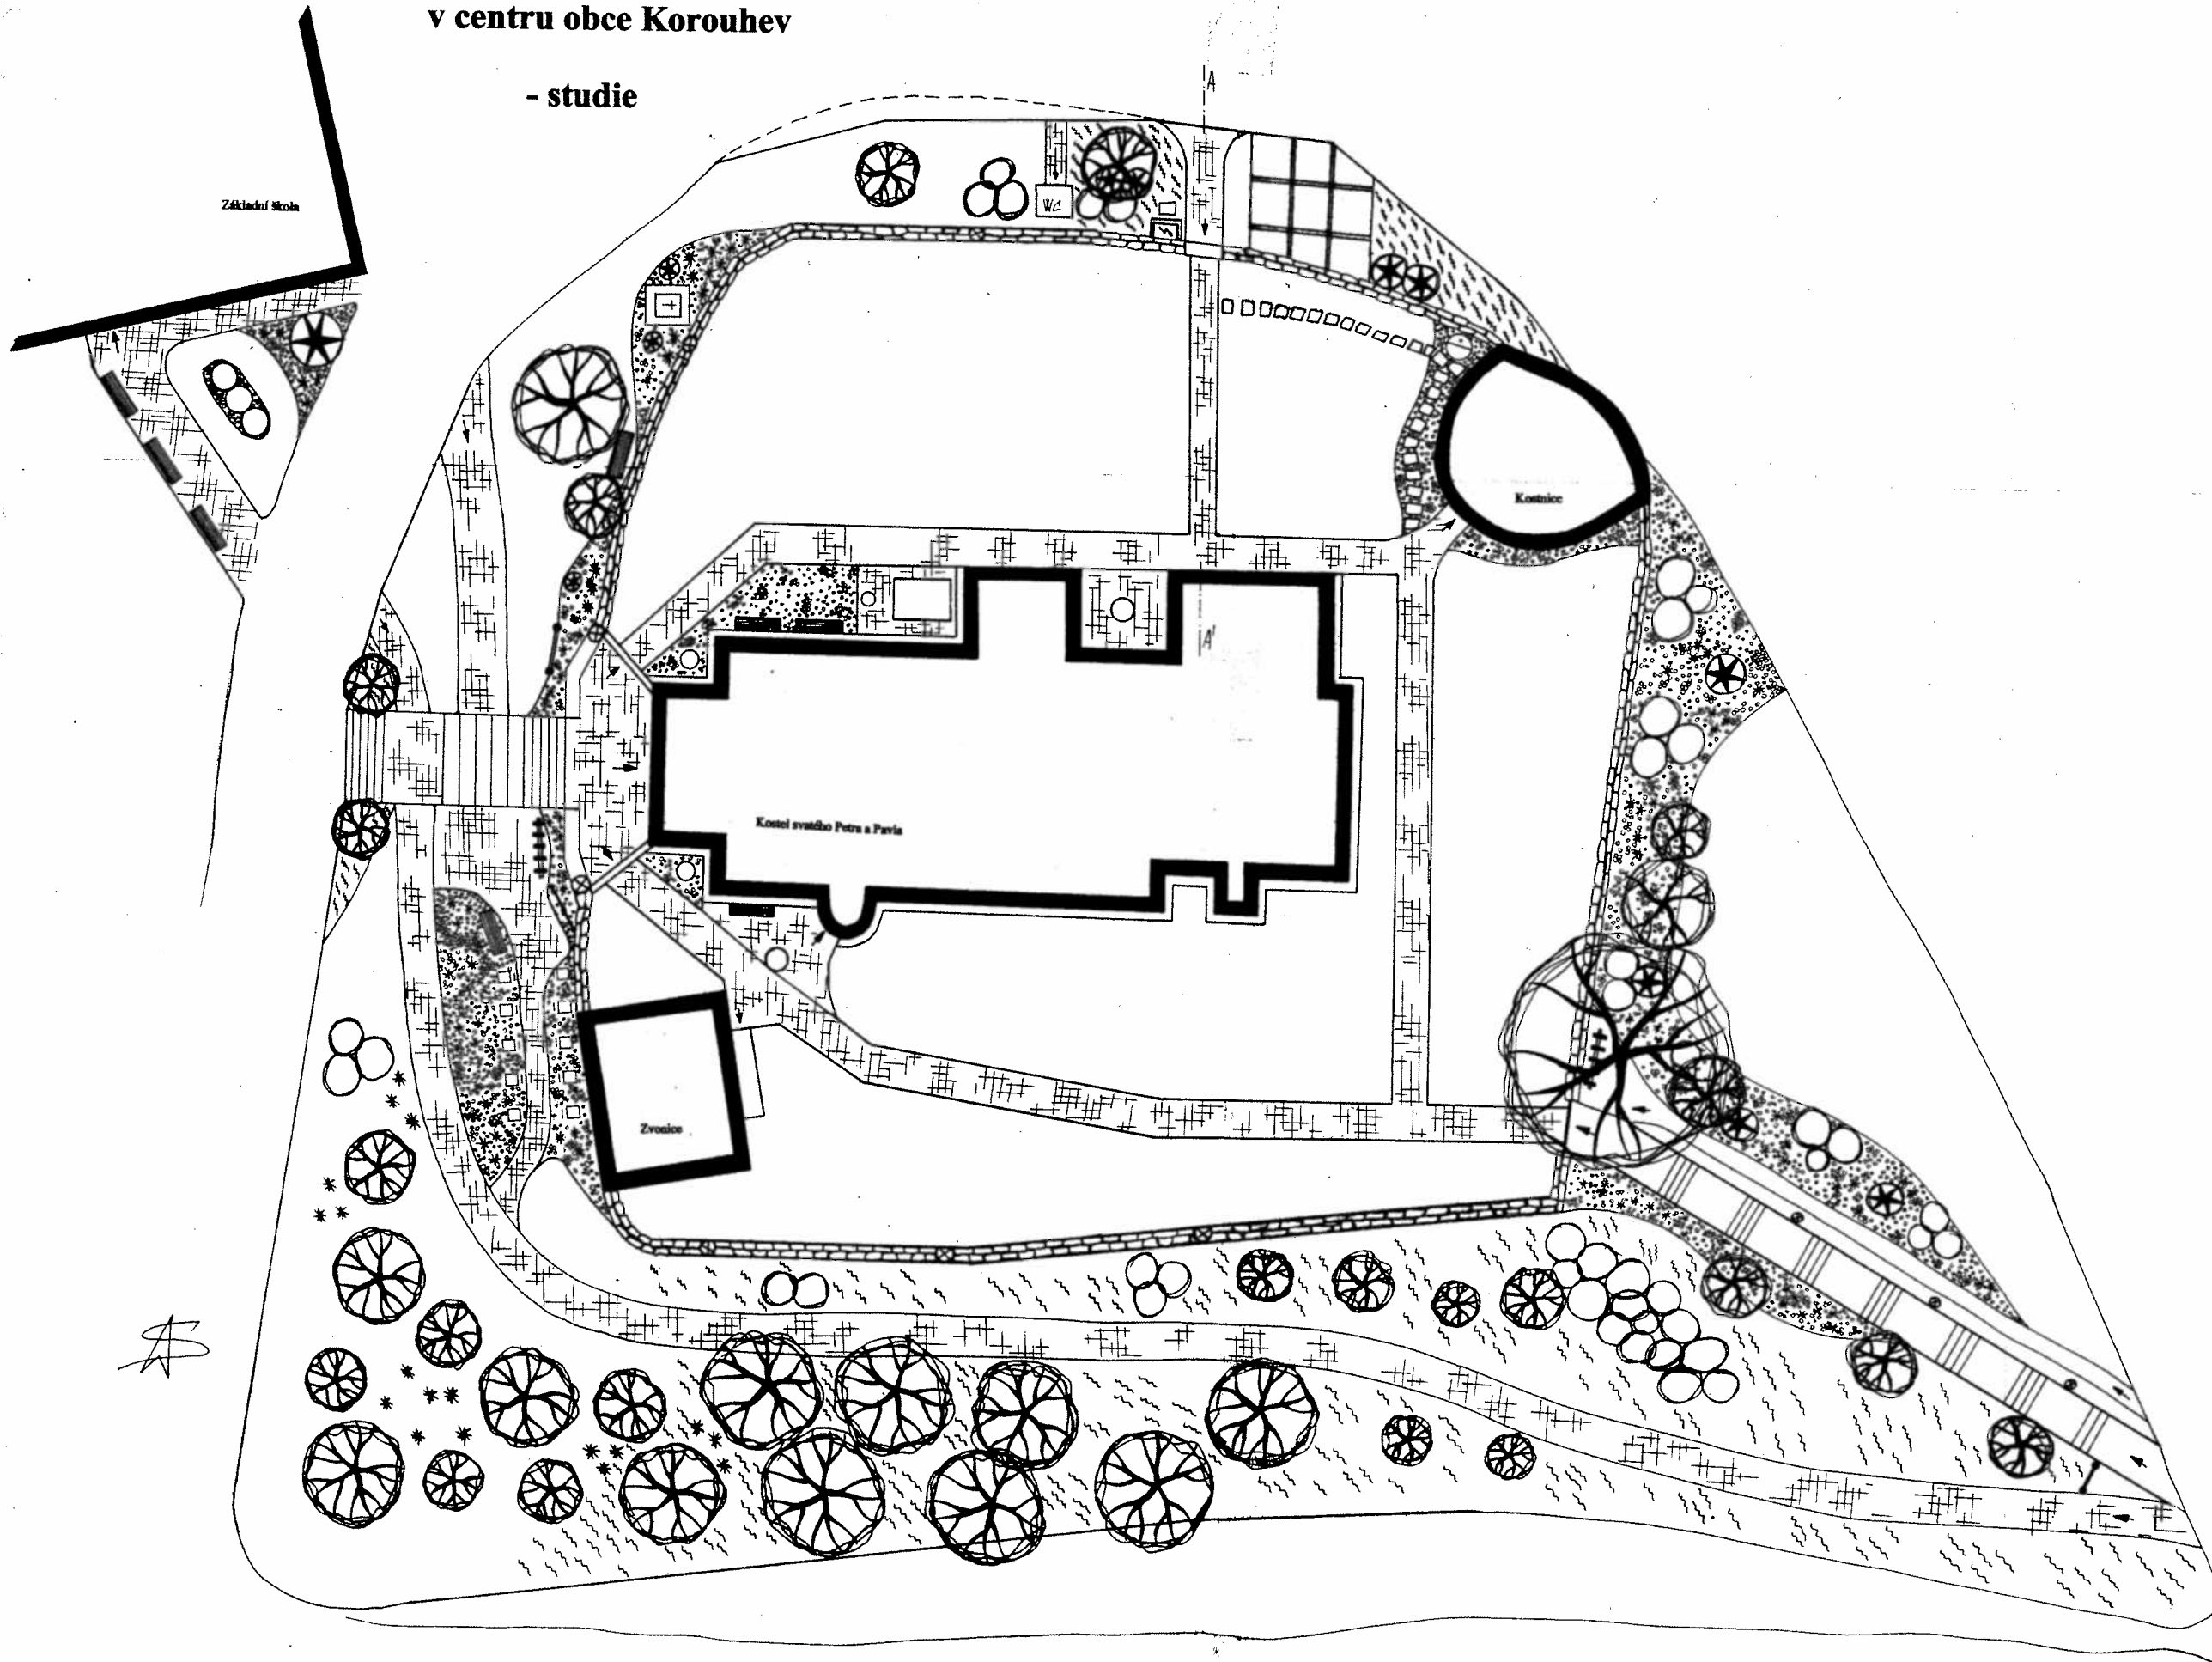 v centru obce Korouhev
- studie
A
WC
Základní škola
Kostnice
A'
Kostel svatého Petra a Pavla
Zvonice